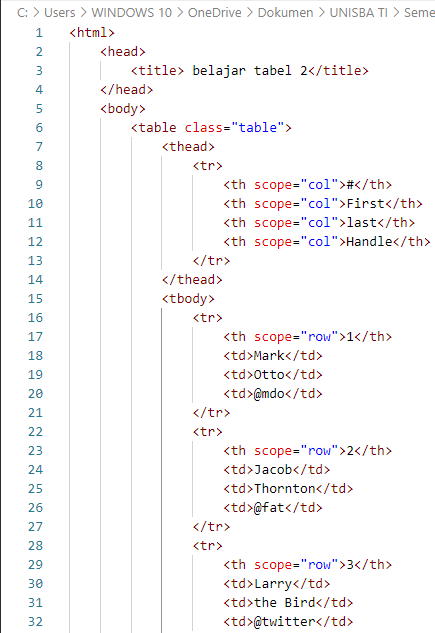 C: > Users > WINDOWS 10 > OneDrive > Dokumen > UNISBA TI > Seme
1 <html>
2 <head>
3 <title> belajar tabel 2</title>
4 </head>
5 <body>
6 <table class="table">
7 <thead>
8 <tr>
9 <th scope="col">#</th>
10 <th scope="col">First</th>
11 <th scope="col">last</th>
12 <th scope="col">Handle</th>
13 </tr>
14 </thead>
15 <tbody>
16 <tr>
17 <th scope="row">1</th>
18 <td>Mark</td>
19 <td>Otto</td>
20 <td>@mdo</td>
21 </tr>
22 <tr>
23 <th scope="row">2</th>
24 <td>Jacob</td>
25 <td>Thornton</td>
26 <td>@fat</td>
27 </tr>
28 <tr>
29 <th scope="row">3</th>
30 <td>Larry</td>
31 <td>the Bird</td>
32 <td>@twitter</td>